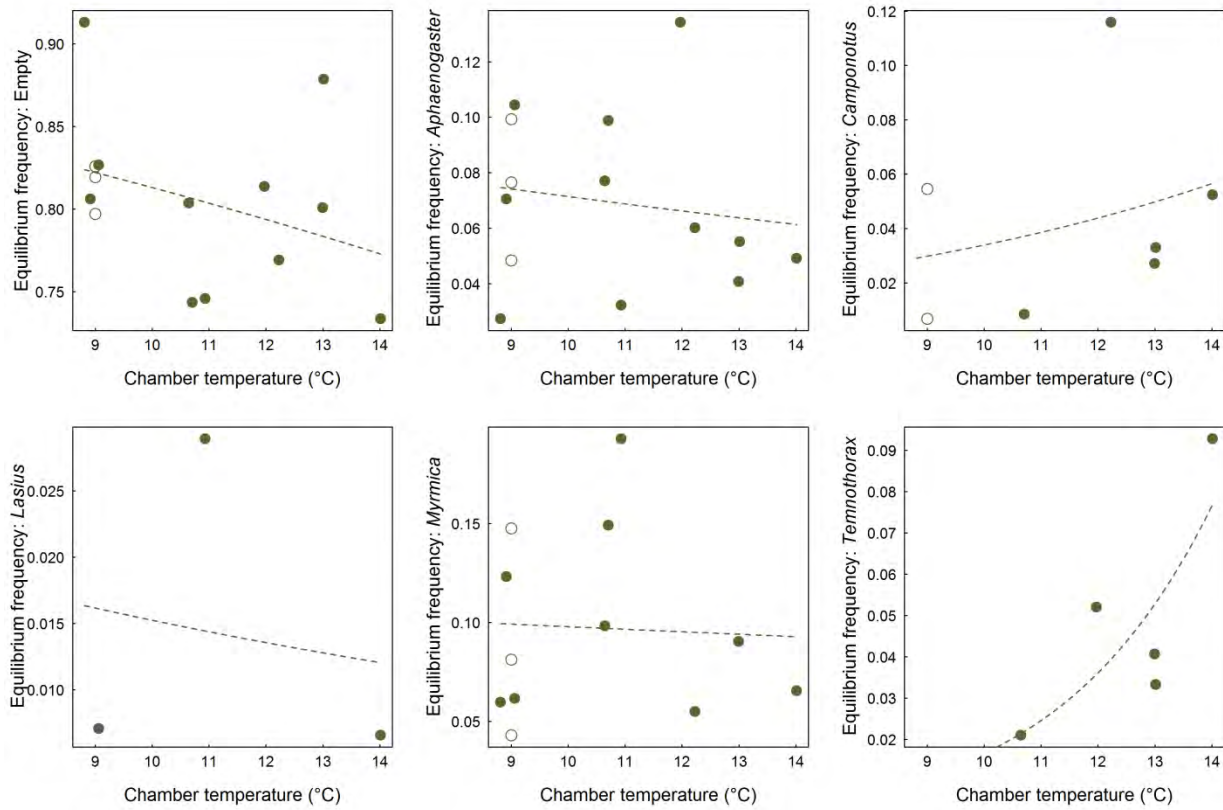 Equilibrium frequency: Empty
0.90
0.85
0.80
0.75
9 10 11 12 13 14
Chamber temperature (°C)
Equilibrium frequency: Aphaenogaster
0.12
0.10
0.08
0.06
0.04
9 10 11 12 13 14
Chamber temperature (°C)
Equilibrium frequency: Camponotus
0.12
0.10
0.08
0.06
0.04
0.02
9 10 11 12 13 14
Chamber temperature (°C)
Equilibrium frequency: Lasius
0.025
0.020
0.015
0.010
9 10 11 12 13 14
Chamber temperature (°C)
Equilibrium frequency: Myrmica
0.15
0.10
0.05
9 10 11 12 13 14
Chamber temperature (°C)
Equilibrium frequency: Temnothorax
0.09
0.08
0.07
0.06
0.05
0.04
0.03
0.02
9 10 11 12 13 14
Chamber temperature (°C)